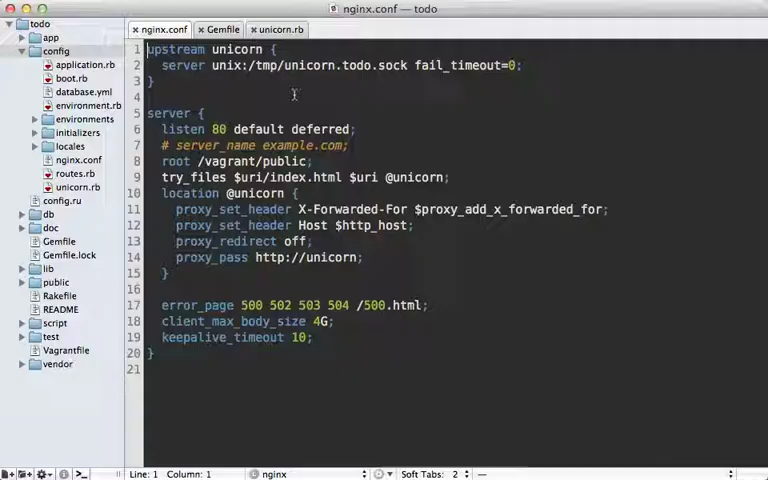 nginx.conf — todo
todo
app
config
application.rb
boot.rb
database.yml
environment.rb
environments
initializers
locales
nginx.conf
routes.rb
unicorn.rb
config.ru
db
doc
Gemfile
Gemfile.lock
lib
public
Rakefile
README
script
test
Vagrantfile
vendor
nginx.conf Gemfile unicorn.rb
1 upstream unicorn {
2 server unix:/tmp/unicorn.todo.sock fail_timeout=0;
3 }
4
5 server {
6 listen 80 default deferred;
7 # server_name example.com;
8 root /vagrant/public;
9 try_files $uri/index.html $uri @unicorn;
10 location @unicorn {
11 proxy_set_header X-Forwarded-For $proxy_add_x_forwarded_for;
12 proxy_set_header Host $http_host;
13 proxy_redirect off;
14 proxy_pass http://unicorn;
15 }
16
17 error_page 500 502 503 504 /500.html;
18 client_max_body_size 4G;
19 keepalive_timeout 10;
20 }
21
Line: 1 Column: 1 nginx Soft Tabs: 2 —